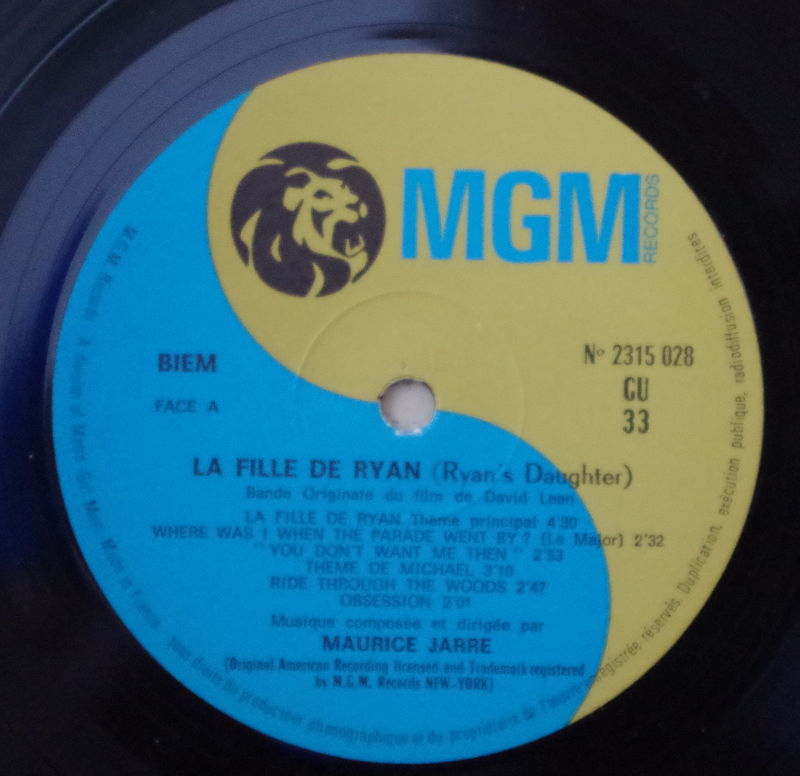 MGM
RECORDS
BIEM
FACE A
Nº 2315 028
GU
33
LA FILLE DE RYAN (Ryan's Daughter)
Bande Originale du film de David Lean
LA FILLE DE RYAN Thème principal 4'30
WHERE WAS I WHEN THE PARADE WENT BY? (Le Major) 2'32
"YOU DON'T WANT ME THEN" 2'53
THEME DE MICHAEL 3'10
RIDE THROUGH THE WOODS 2'47
OBSESSION 2'01
Musique composée et dirigée par
MAURICE JARRE
(Original American Recording licensed and Trademark registered
by M.G.M. Records NEW-YORK)
M.G.M. Records. A division of Metro Go. Mair. Made in France. Tous droits du producteur phonographique et du propriétaire de l'œuvre enregistrée réservés. Duplication, exécution publique, radiodiffusion interdites